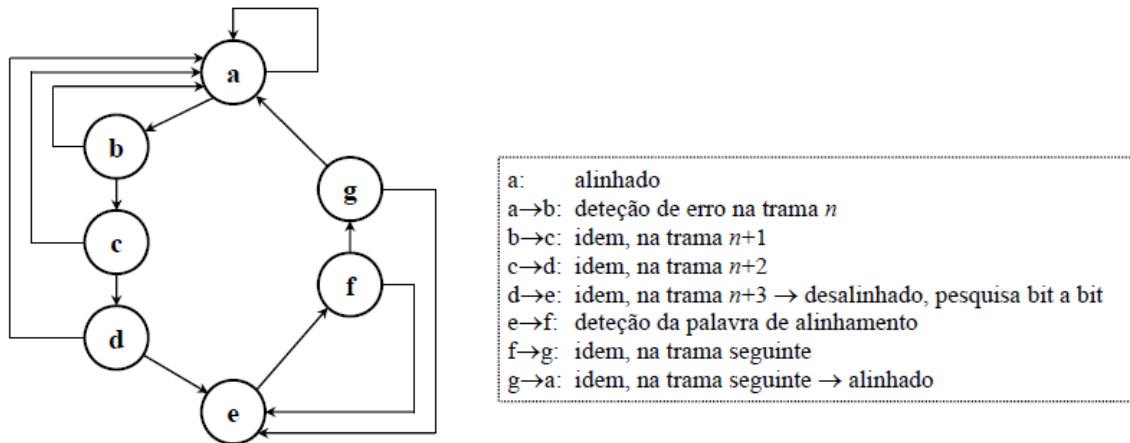 a
b
g
c
f
d
e
a: alinhado
a→b: deteção de erro na trama n
b→c: idem, na trama n+1
c→d: idem, na trama n+2
d→e: idem, na trama n+3 → desalinhado, pesquisa bit a bit
e→f: deteção da palavra de alinhamento
f→g: idem, na trama seguinte
g→a: idem, na trama seguinte → alinhado